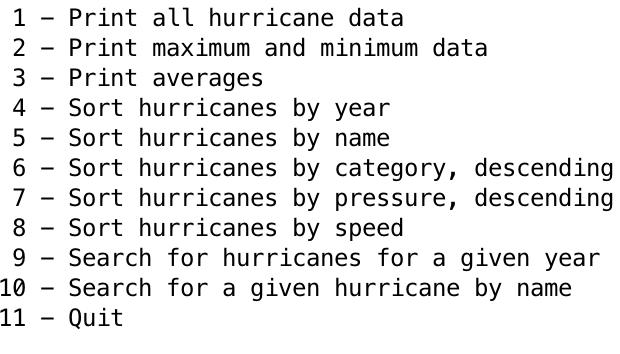 1 – Print all hurricane data
2 – Print maximum and minimum data
3 – Print averages
4 – Sort hurricanes by year
5 – Sort hurricanes by name
6 – Sort hurricanes by category, descending
7 – Sort hurricanes by pressure, descending
8 – Sort hurricanes by speed
9 – Search for hurricanes for a given year
10 – Search for a given hurricane by name
11 – Quit